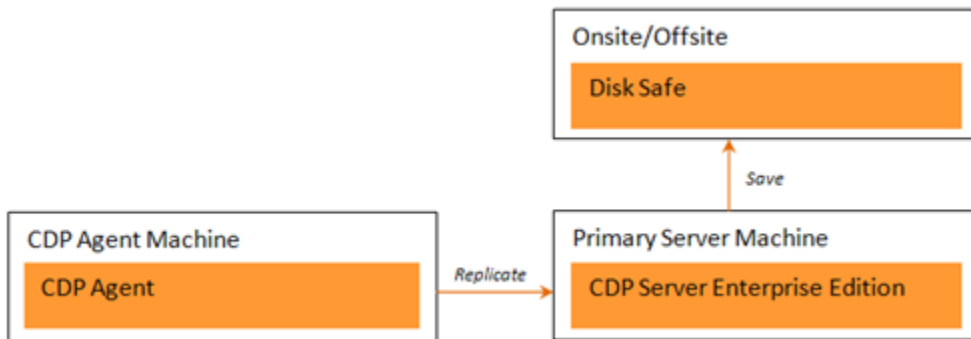 Onsite/Offsite
Disk Safe
Save
CDP Agent Machine
CDP Agent
Replicate
Primary Server Machine
CDP Server Enterprise Edition